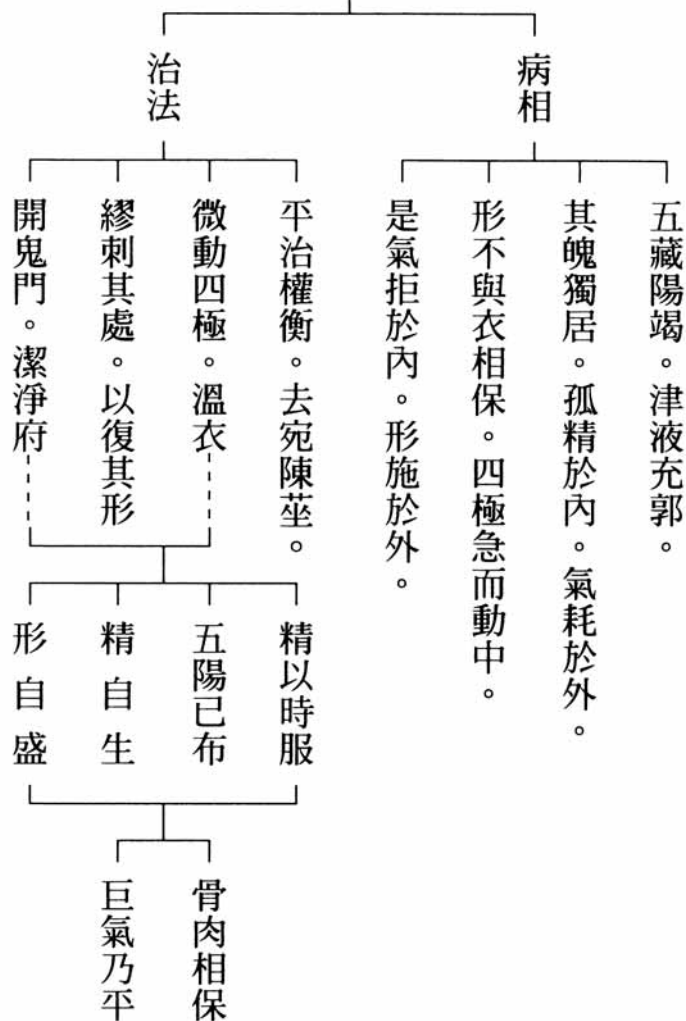 病相
五藏陽竭。津液充郭。
其魄獨居。孤精於內。氣耗於外。
形不與衣相保。四極急而動中。
是氣拒於內。形施於外。
治法
平治權衡。去宛陳莝。
微動四極。溫衣
繆刺其處。以復其形
開鬼門。潔淨府
精以時服
五陽已布
精自生
形自盛
骨肉相保
巨氣乃平